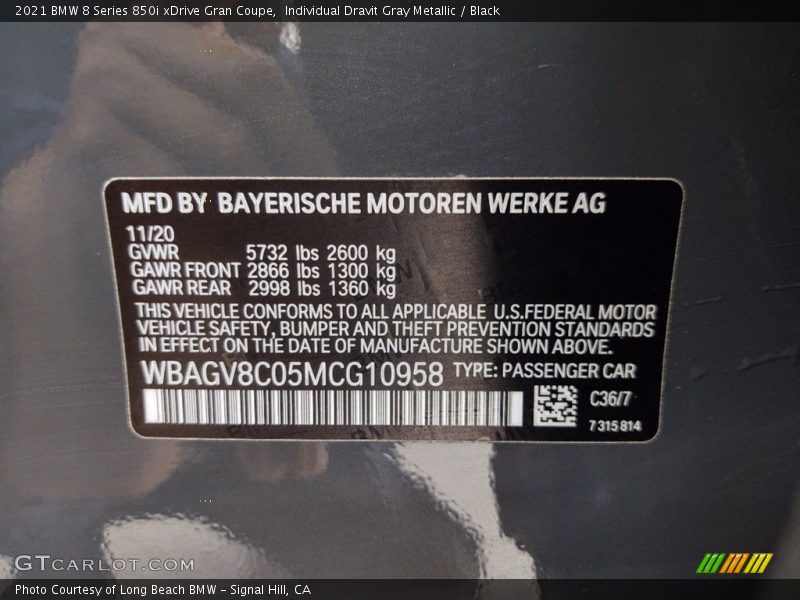 2021 BMW 8 Series 850i xDrive Gran Coupe,  Individual Dravit Gray Metallic / Black
MFD BY BAYERISCHE MOTOREN WERKE AG
11/20
GVWR 5732 lbs 2600 kg
GAWR FRONT 2866 lbs 1300 kg
GAWR REAR 2998 lbs 1360 kg
THIS VEHICLE CONFORMS TO ALL APPLICABLE U.S.FEDERAL MOTOR
VEHICLE SAFETY, BUMPER AND THEFT PREVENTION STANDARDS
IN EFFECT ON THE DATE OF MANUFACTURE SHOWN ABOVE.
WBAGV8C05MCG10958 TYPE: PASSENGER CAR
C36/7
7315814
GTCARLOT.COM
Photo Courtesy of Long Beach BMW - Signal Hill, CA